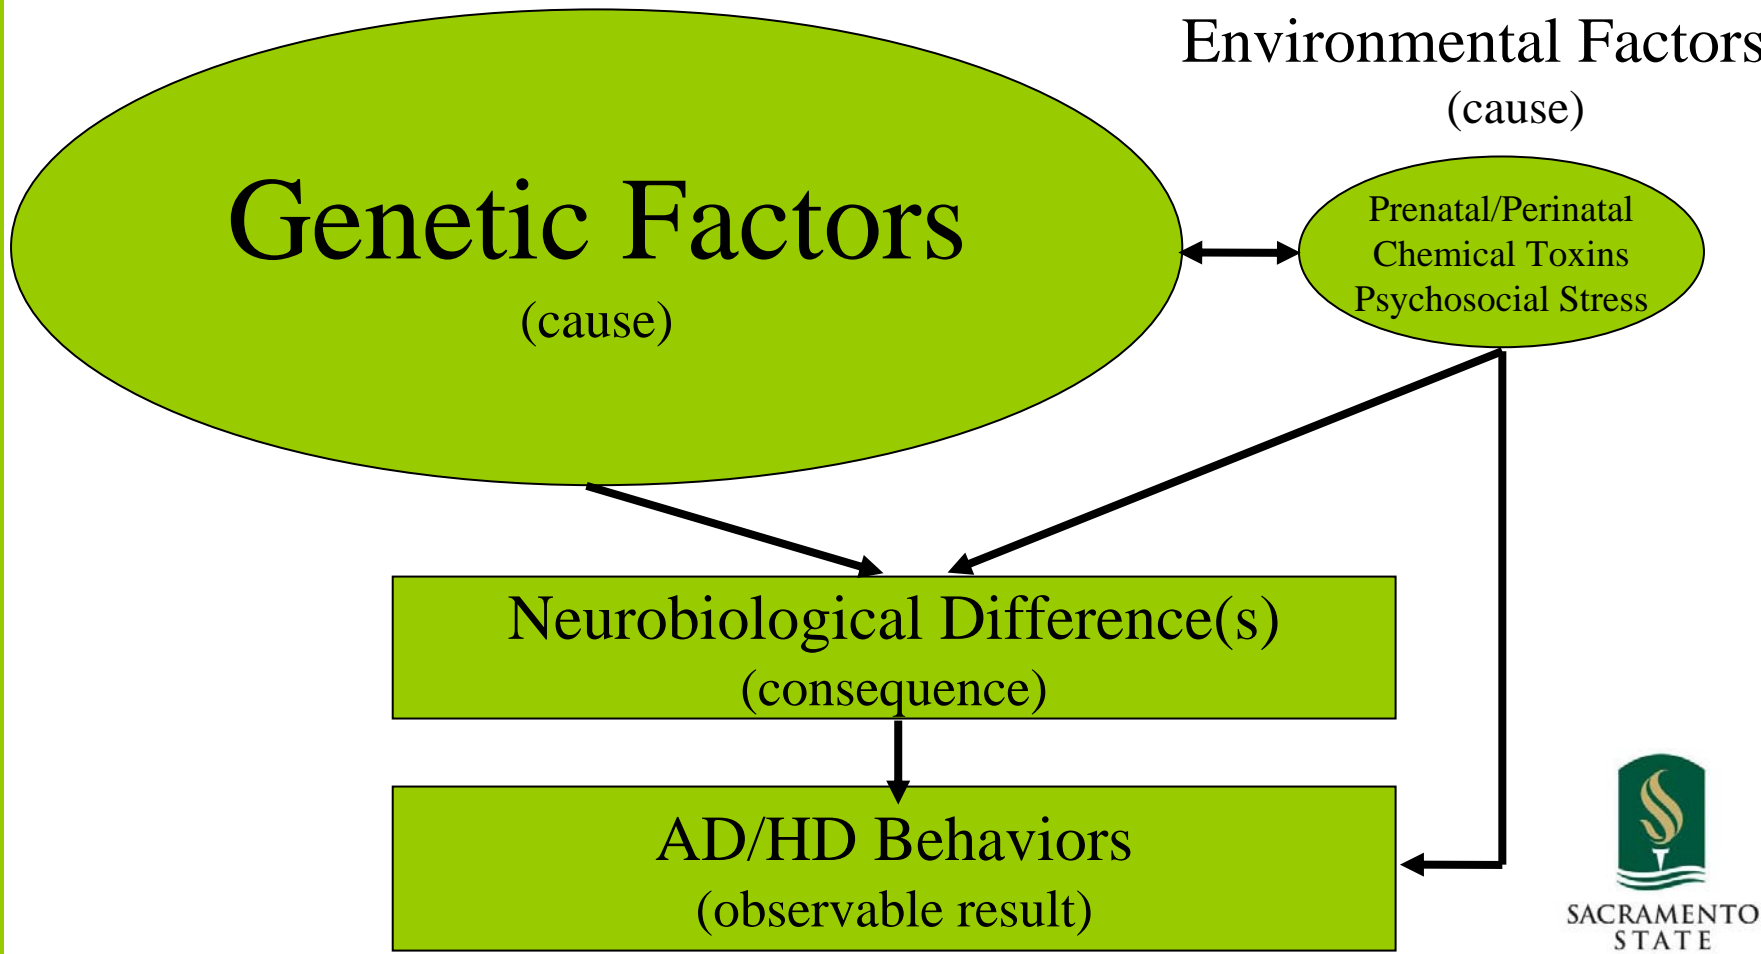 Environmental Factors
(cause)
Genetic Factors
(cause)
Prenatal/Perinatal
Chemical Toxins
Psychosocial Stress
Neurobiological Difference(s)
(consequence)
AD/HD Behaviors
(observable result)
SACRAMENTO
STATE